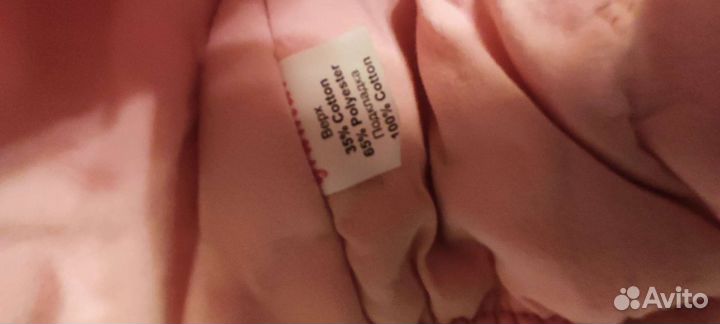 Верх
35% Cotton
65% Polyester
Подкладка
100% Cotton
Avito